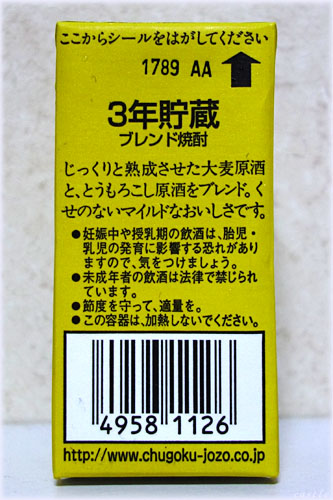 ここからシールをはがしてください
1789 AA
3年貯蔵
ブレンド焼酎
じっくりと熟成させた大麦原酒
と、とうもろこし原酒をブレンド。く
せのないマイルドなおいしさです。
●妊娠中や授乳期の飲酒は、胎児・
乳児の発育に影響する恐れがあり
ますので、気をつけましょう。
●未成年者の飲酒は法律で禁じられ
ています。
●節度を守って、適量を。
●この容器は、加熱しないでください。
4958 1126
http://www.chugoku-jozo.co.jp